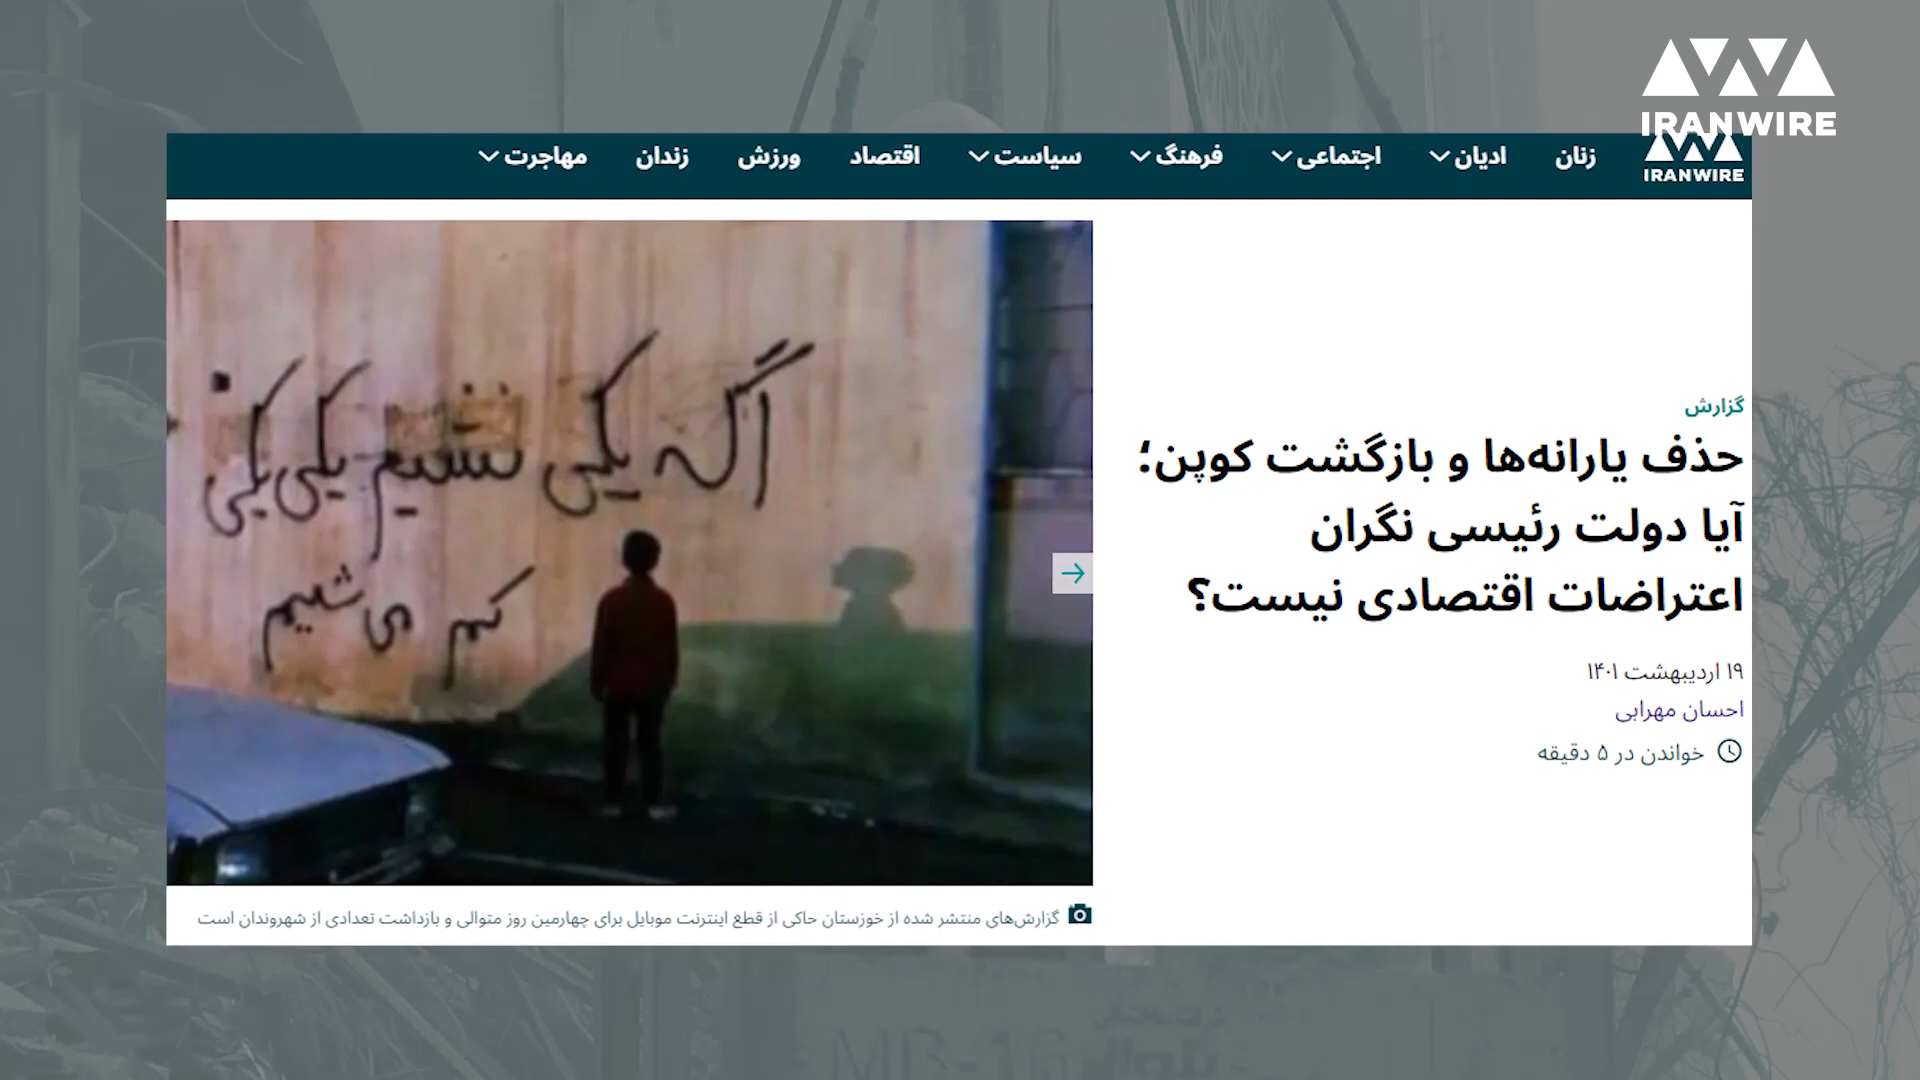 IRANWIRE
IRANWIRE
زنان
ادیان
اجتماعی
فرهنگ
سیاست
اقتصاد
ورزش
زندان
مهاجرت
گزارش
حذف یارانه‌ها و بازگشت کوپن؛
آیا دولت رئیسی نگران
اعتراضات اقتصادی نیست؟
۱۹ اردیبهشت ۱۴۰۱
احسان مهرابی
خواندن در ۵ دقیقه
اگه یکی نشیم یکی یکی
کم می شیم
گزارش‌های منتشر شده از خوزستان حاکی از قطع اینترنت موبایل برای چهارمین روز متوالی و بازداشت تعدادی از شهروندان است
MB-16